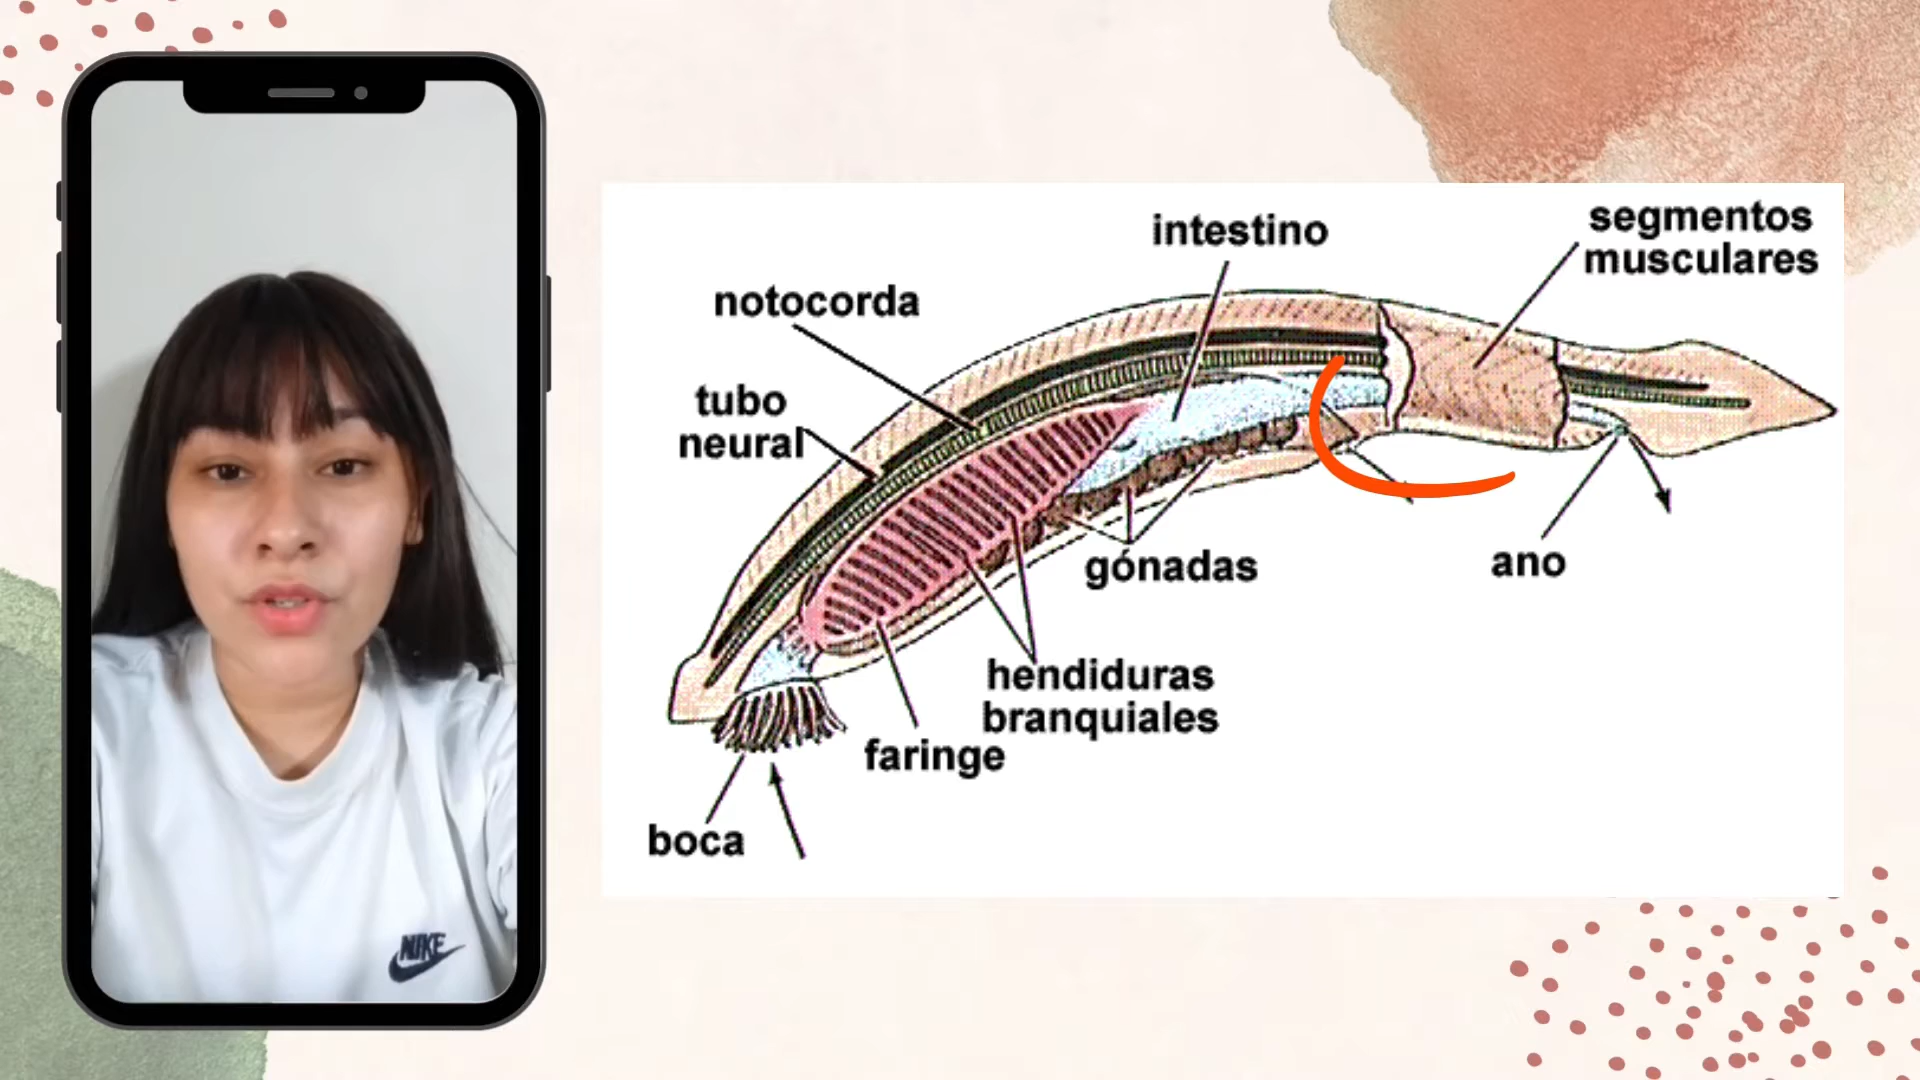 intestino
segmentos
musculares
notocorda
tubo
neural
gónadas
ano
hendiduras
branquiales
faringe
boca
NIKE